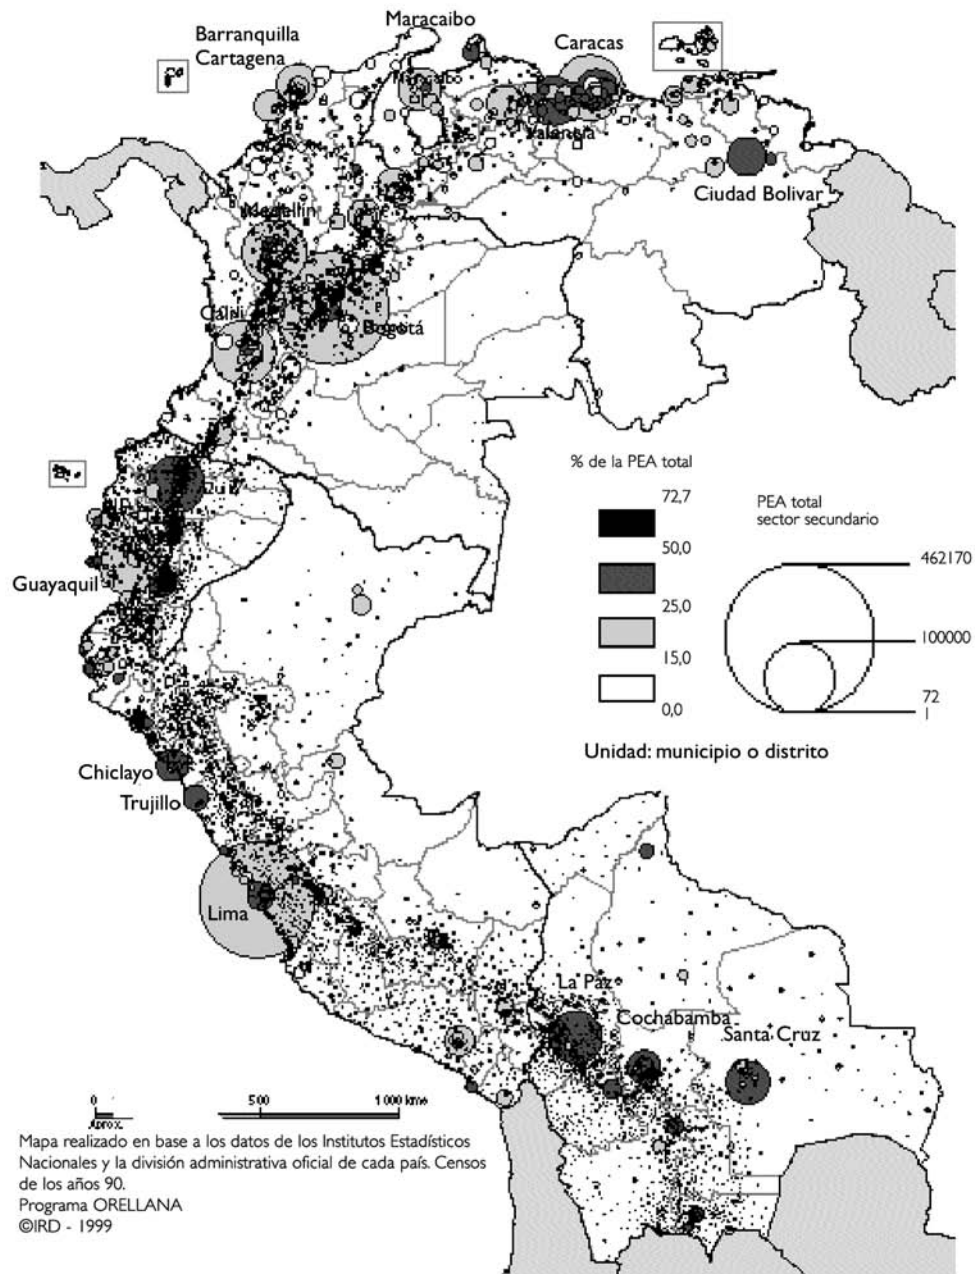 Maracaibo
Barranquilla
Cartagena
Caracas
Maracaibo
Valencia
Ciudad Bolivar
Medellín
Bogotá
% de la PEA total
72,7
50,0
25,0
15,0
0,0
PEA total
sector secundario
462170
100000
72
1
Unidad: municipio o distrito
Guayaquil
Chiclayo
Trujillo
Lima
La Paz
Cochabamba
Santa Cruz
0 500 1 000 kms
Aprox.
Mapa realizado en base a los datos de los Institutos Estadísticos
Nacionales y la división administrativa oficial de cada país. Censos
de los años 90.
Programa ORELLANA
©IRD - 1999